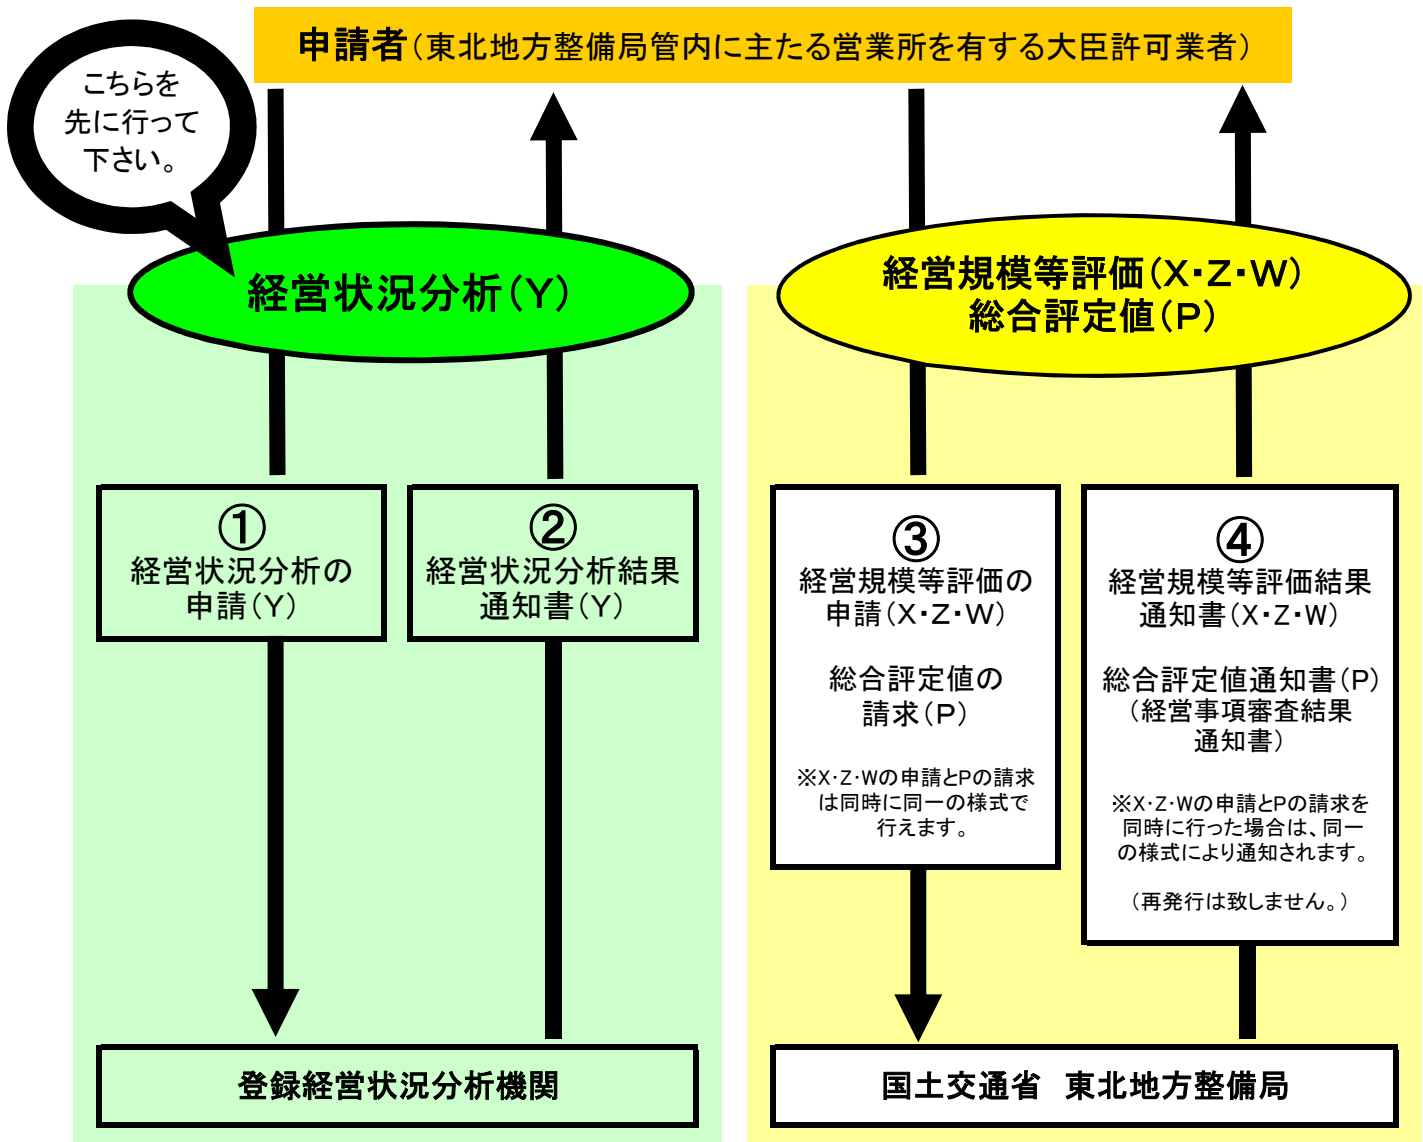 申請者（東北地方整備局管内に主たる営業所を有する大臣許可業者）
こちらを
先に行って
下さい。
経営状況分析（Ｙ）
経営規模等評価（Ｘ・Ｚ・Ｗ）
総合評定値（Ｐ）
①
経営状況分析の
申請（Ｙ）
②
経営状況分析結果
通知書（Ｙ）
③
経営規模等評価の
申請（Ｘ・Ｚ・Ｗ）
総合評定値の
請求（Ｐ）
※X・Z・Wの申請とPの請求
は同時に同一の様式で
行えます。
④
経営規模等評価結果
通知書（X・Z・W）
総合評定値通知書（P）
（経営事項審査結果
通知書）
※X・Z・Wの申請とPの請求を
同時に行った場合は、同一
の様式により通知されます。
（再発行は致しません。）
登録経営状況分析機関
国土交通省　東北地方整備局